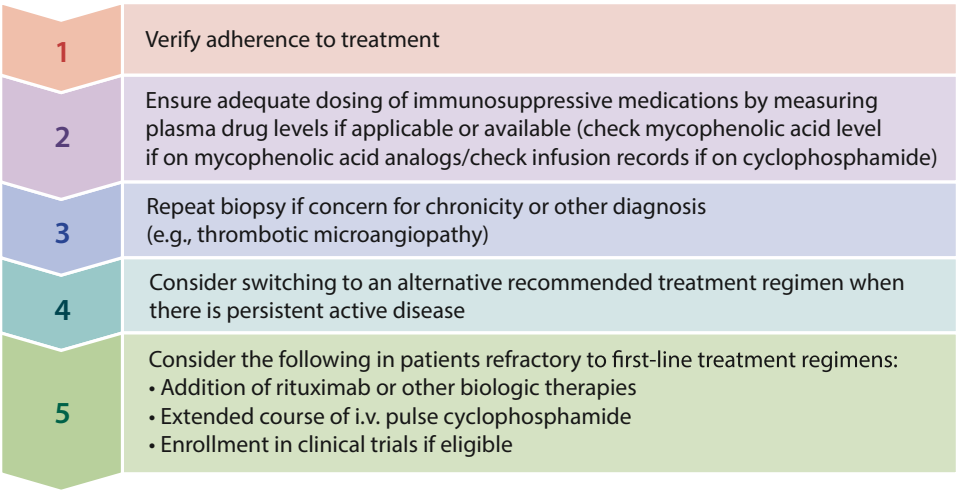 1
Verify adherence to treatment
2
Ensure adequate dosing of immunosuppressive medications by measuring
plasma drug levels if applicable or available (check mycophenolic acid level
if on mycophenolic acid analogs/check infusion records if on cyclophosphamide)
3
Repeat biopsy if concern for chronicity or other diagnosis
(e.g., thrombotic microangiopathy)
4
Consider switching to an alternative recommended treatment regimen when
there is persistent active disease
5
Consider the following in patients refractory to first-line treatment regimens:
• Addition of rituximab or other biologic therapies
• Extended course of i.v. pulse cyclophosphamide
• Enrollment in clinical trials if eligible